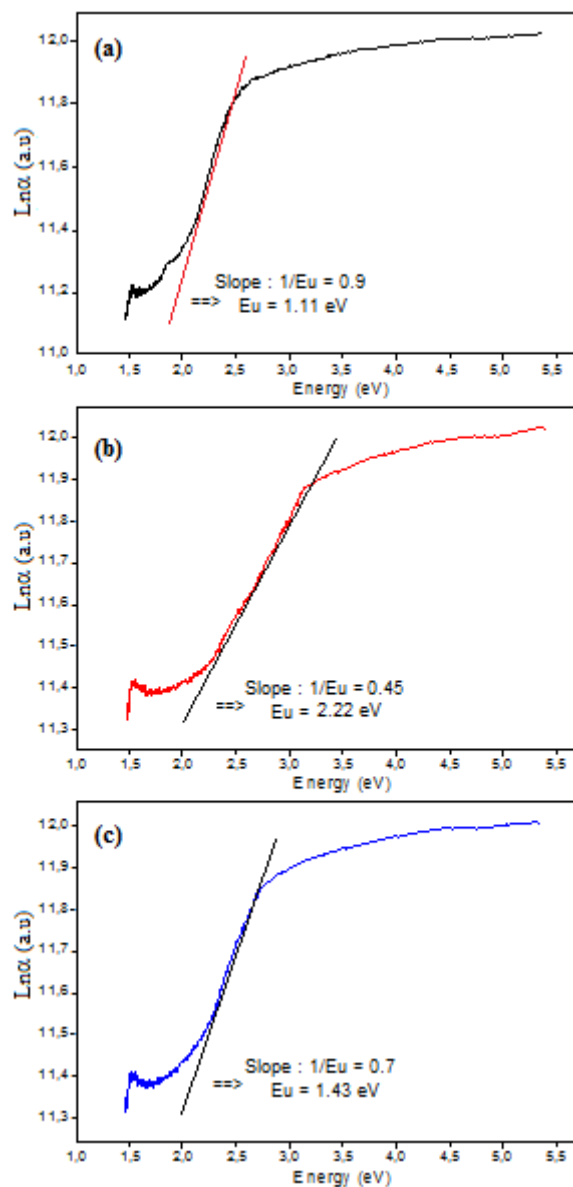 (a)
Lnα (a.u)
12,0
11,8
11,6
11,4
11,2
11,0
Slope : 1/Eu = 0.9
==> Eu = 1.11 eV
1,0 1,5 2,0 2,5 3,0 3,5 4,0 4,5 5,0 5,5
Energy (eV)
(b)
Lnα (a.u)
12,0
11,9
11,8
11,7
11,6
11,5
11,4
11,3
Slope : 1/Eu = 0.45
==> Eu = 2.22 eV
1,0 1,5 2,0 2,5 3,0 3,5 4,0 4,5 5,0 5,5
Energy (eV)
(c)
Lnα (a.u)
12,0
11,9
11,8
11,7
11,6
11,5
11,4
11,3
Slope : 1/Eu = 0.7
==> Eu = 1.43 eV
1,0 1,5 2,0 2,5 3,0 3,5 4,0 4,5 5,0 5,5
Energy (eV)